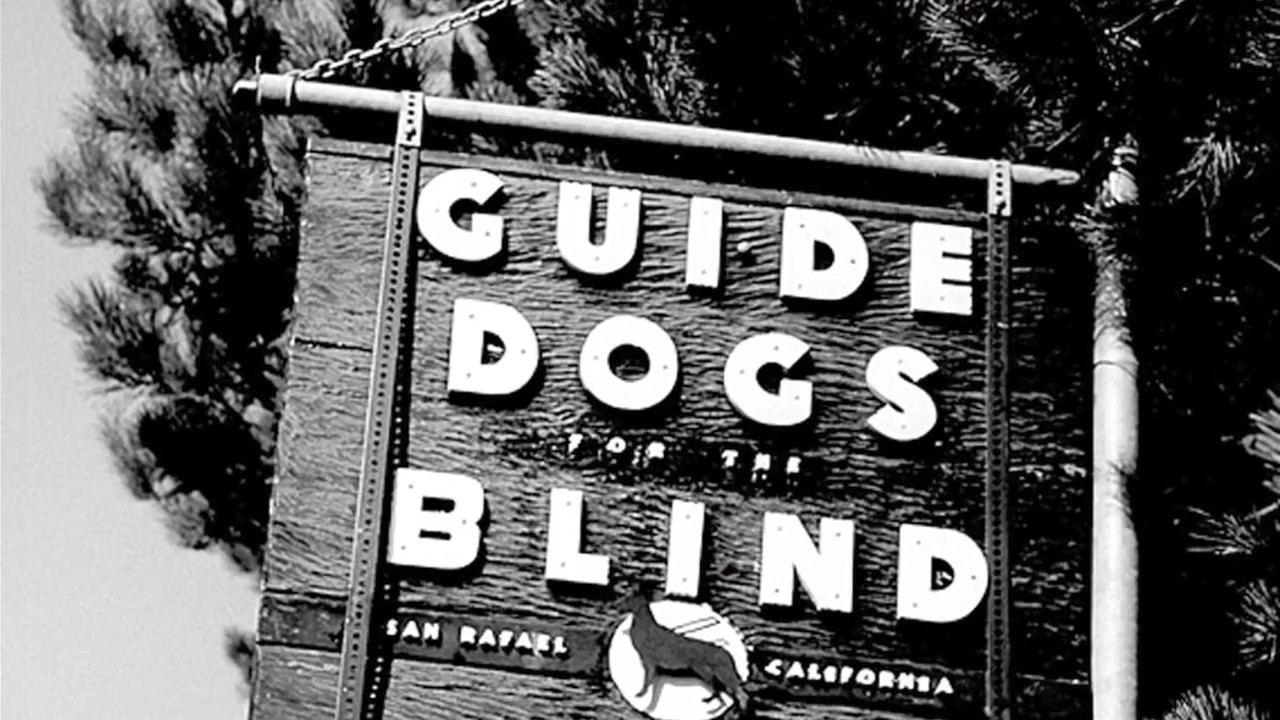 GUIDE
DOGS
FOR THE
BLIND
SAN RAFAEL CALIFORNIA